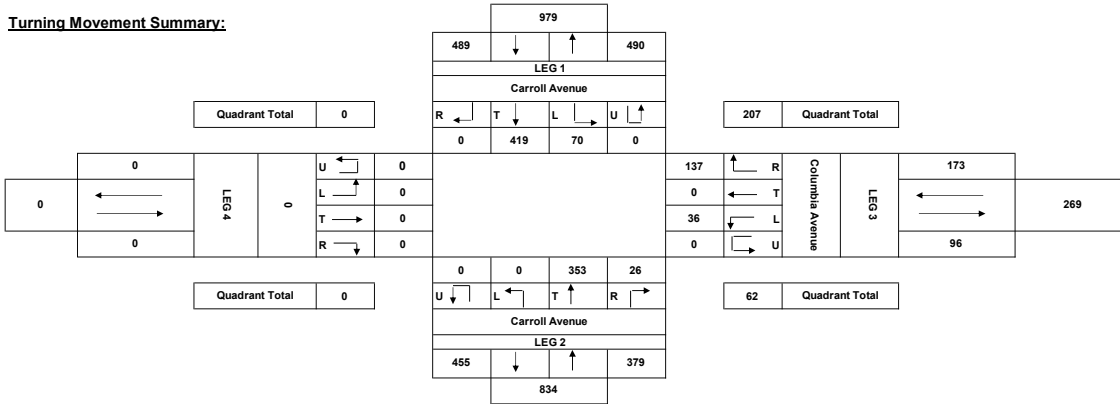 Turning Movement Summary:
979
489 490
LEG 1
Carroll Avenue
Quadrant Total 0
R T L U
207 Quadrant Total
0 419 70 0
0 U 0 137 R 173
0 LEG 4 0 L 0 0 T Columbia Avenue LEG 3 269
T 0 36 L
0 R 0 0 U 96
0 0 353 26
Quadrant Total 0 U L T R 62 Quadrant Total
Carroll Avenue
LEG 2
455 379
834